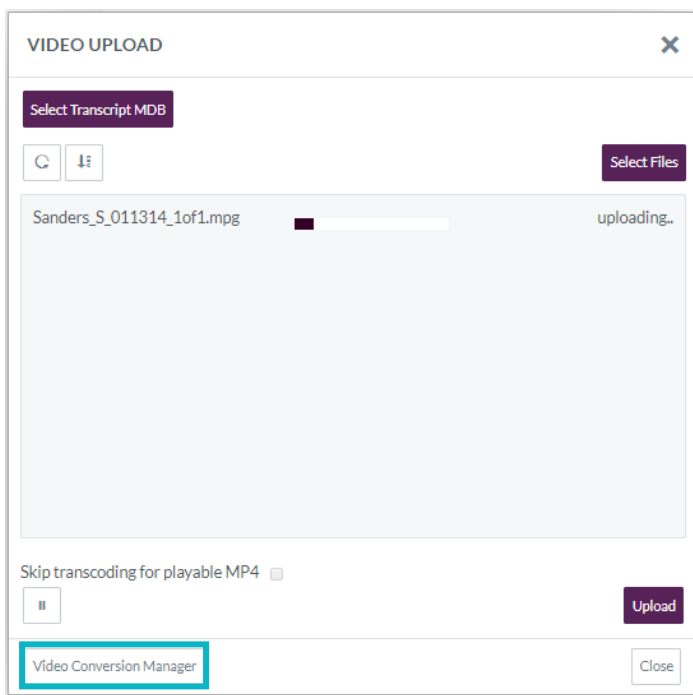 VIDEO UPLOAD
Select Transcript MDB
Select Files
Sanders_S_011314_1of1.mpg uploading..
Skip transcoding for playable MP4
Upload
Video Conversion Manager
Close